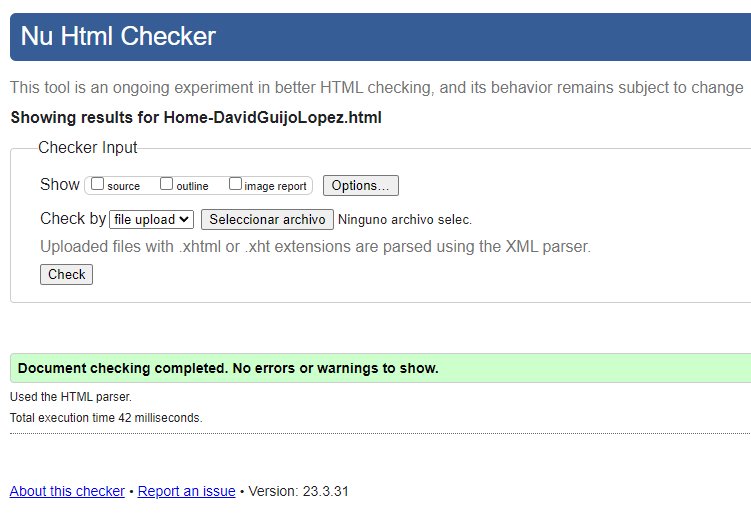 Nu Html Checker
This tool is an ongoing experiment in better HTML checking, and its behavior remains subject to change
Showing results for Home-DavidGuijoLopez.html
Checker Input
Show source outline image report Options...
Check by file upload Seleccionar archivo Ninguno archivo selec.
Uploaded files with .xhtml or .xht extensions are parsed using the XML parser.
Check
Document checking completed. No errors or warnings to show.
Used the HTML parser.
Total execution time 42 milliseconds.
About this checker • Report an issue • Version: 23.3.31